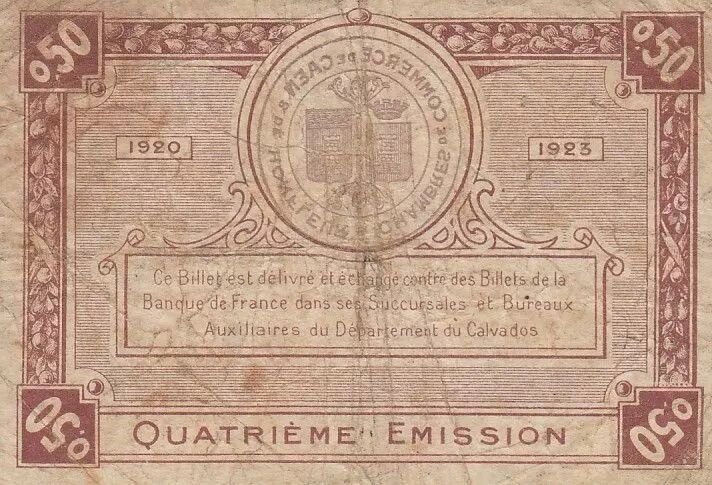 0.50
0.50
CHAMBRES DE COMMERCE DE CAEN & DE HONFLEUR
1920
1923
Ce Billet est délivré et échangé contre des Billets de la
Banque de France dans ses Succursales et Bureaux
Auxiliaires du Département du Calvados
0.50
QUATRIÈME EMISSION
0.50